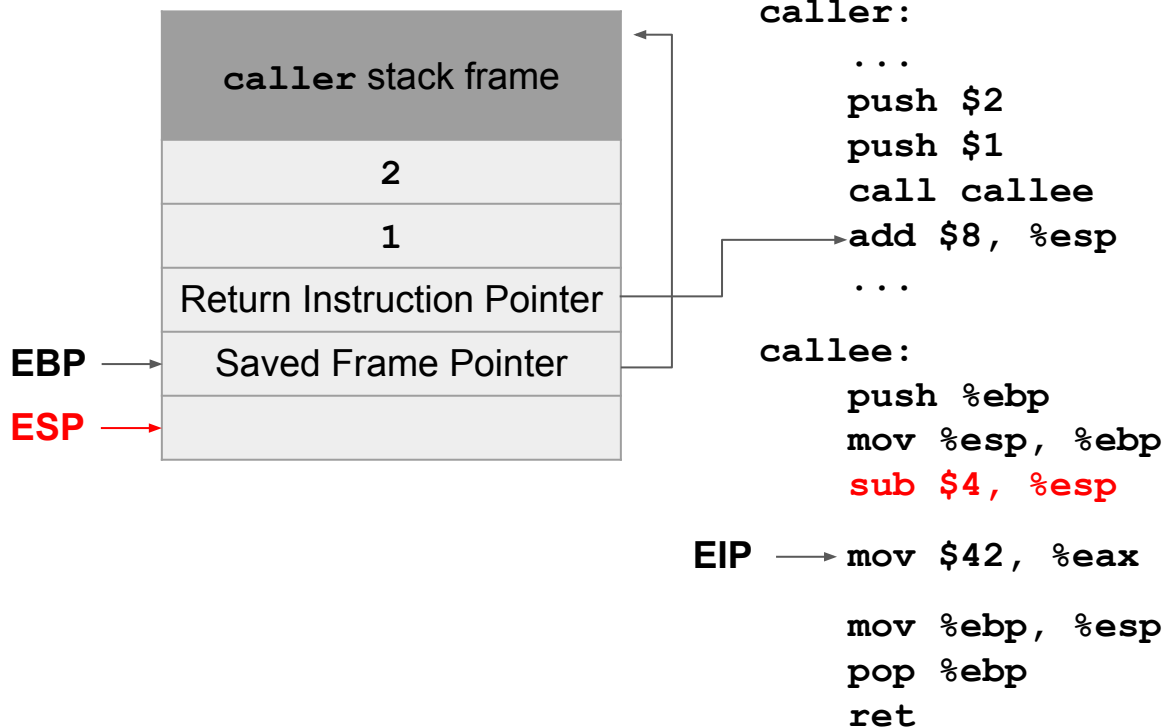 caller stack frame
2
1
Return Instruction Pointer
EBP
Saved Frame Pointer
ESP
caller:
...
push $2
push $1
call callee
add $8, %esp
...
callee:
push %ebp
mov %esp, %ebp
sub $4, %esp
EIP
mov $42, %eax
mov %ebp, %esp
pop %ebp
ret